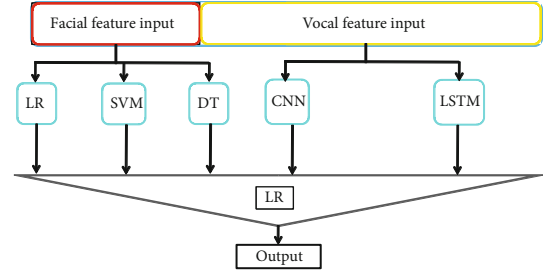 Facial feature input
Vocal feature input
LR
SVM
DT
CNN
LSTM
LR
Output